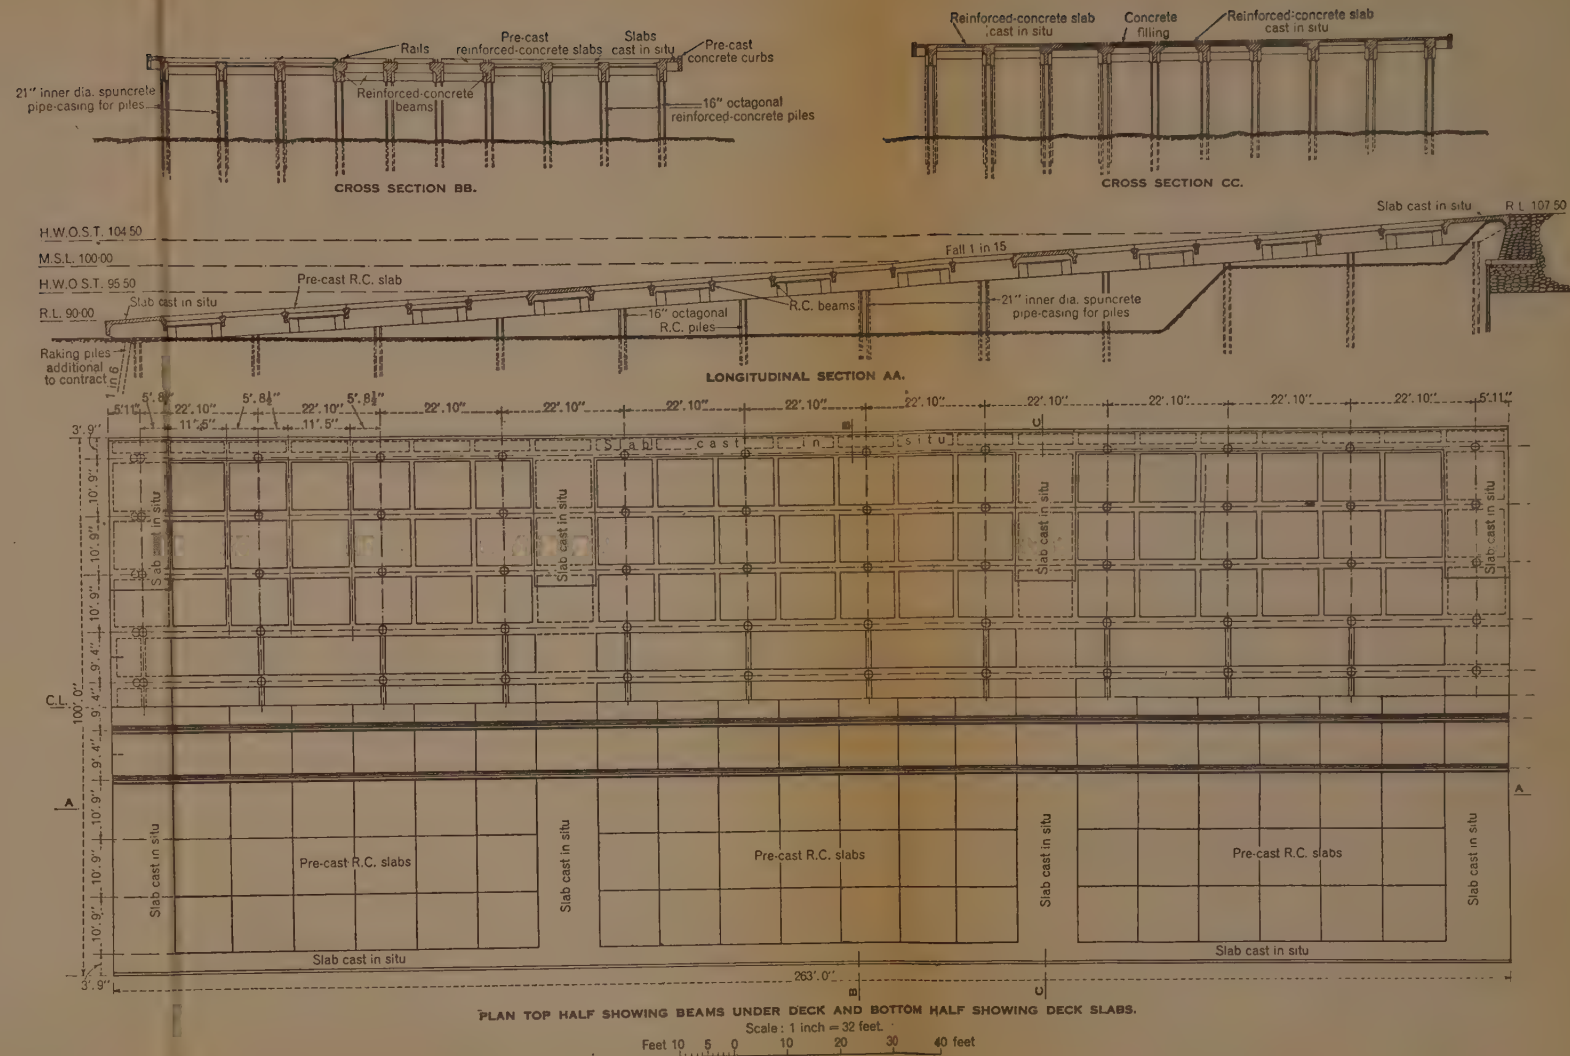 Rails
Pre-cast
reinforced-concrete slabs
Slabs
cast in situ
Pre-cast
concrete curbs
21" inner dia. spuncrete
pipe-casing for piles
Reinforced-concrete
beams
16" octagonal
reinforced-concrete piles
CROSS SECTION BB.
Reinforced-concrete slab
cast in situ
Concrete
filling
Reinforced-concrete slab
cast in situ
CROSS SECTION CC.
H.W.O.S.T. 104·50
M.S.L. 100·00
H.W.O.S.T. 95·50
R.L. 90·00
Slab cast in situ
Pre-cast R.C. slab
Fall 1 in 15
Slab cast in situ
R L 107·50
16" octagonal
R.C. piles
R.C. beams
21" inner dia. spuncrete
pipe-casing for piles
Raking piles
additional
to contract
1 in 6
LONGITUDINAL SECTION AA.
5'.11" 5'.8½" 22'.10" 5'.8½" 22'.10" 5'.8½" 22'.10" 22'.10" 22'.10" 22'.10" 22'.10" 22'.10" 22'.10" 22'.10" 22'.10" 5'.11"
11'.5" 11'.5"
3'.9"
B C
Slab cast in situ
10'.9"
10'.9"
10'.9"
9'.4"
9'.4"
9'.4"
10'.9"
10'.9"
10'.9"
3'.9"
C.L.
100'.0"
Slab cast in situ
Slab cast in situ
Slab cast in situ
Slab cast in situ
A A
Slab cast in situ
Pre-cast R.C. slabs
Slab cast in situ
Pre-cast R.C. slabs
Slab cast in situ
Pre-cast R.C. slabs
Slab cast in situ
Slab cast in situ
Slab cast in situ
263'.0"
B C
PLAN TOP HALF SHOWING BEAMS UNDER DECK AND BOTTOM HALF SHOWING DECK SLABS.
Scale : 1 inch = 32 feet.
Feet 10 5 0 10 20 30 40 feet